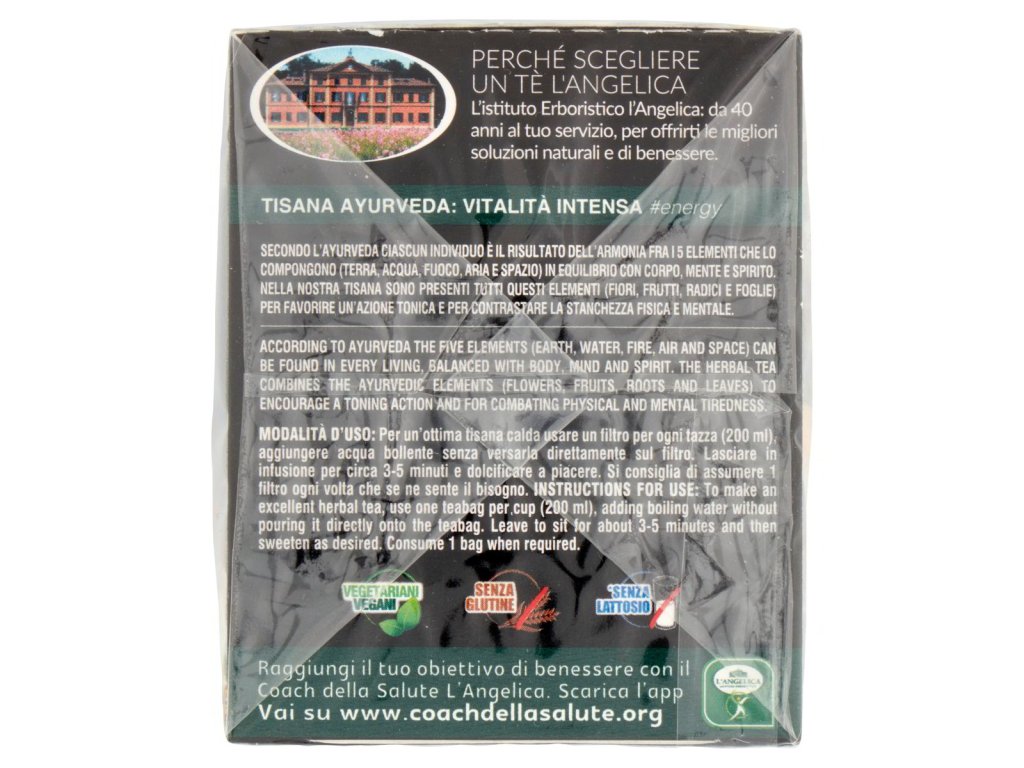 PERCHÉ SCEGLIERE
UN TÈ L'ANGELICA
L'istituto Erboristico l'Angelica: da 40
anni al tuo servizio, per offrirti le migliori
soluzioni naturali e di benessere.
TISANA AYURVEDA: VITALITÀ INTENSA #energy
SECONDO L'AYURVEDA CIASCUN INDIVIDUO È IL RISULTATO DELL'ARMONIA FRA I 5 ELEMENTI CHE LO
COMPONGONO (TERRA, ACQUA, FUOCO, ARIA E SPAZIO) IN EQUILIBRIO CON CORPO, MENTE E SPIRITO.
NELLA NOSTRA TISANA SONO PRESENTI TUTTI QUESTI ELEMENTI (FIORI, FRUTTI, RADICI E FOGLIE)
PER FAVORIRE UN'AZIONE TONICA E PER CONTRASTARE LA STANCHEZZA FISICA E MENTALE.
ACCORDING TO AYURVEDA THE FIVE ELEMENTS (EARTH, WATER, FIRE, AIR AND SPACE) CAN
BE FOUND IN EVERY LIVING, BALANCED WITH BODY, MIND AND SPIRIT. THE HERBAL TEA
COMBINES THE AYURVEDIC ELEMENTS (FLOWERS, FRUITS, ROOTS AND LEAVES) TO
ENCOURAGE A TONING ACTION AND FOR COMBATING PHYSICAL AND MENTAL TIREDNESS.
MODALITÀ D'USO: Per un'ottima tisana calda usare un filtro per ogni tazza (200 ml),
aggiungere acqua bollente senza versarla direttamente sul filtro. Lasciare in
infusione per circa 3-5 minuti e dolcificare a piacere. Si consiglia di assumere 1
filtro ogni volta che se ne sente il bisogno. INSTRUCTIONS FOR USE: To make an
excellent herbal tea, use one teabag per cup (200 ml), adding boiling water without
pouring it directly onto the teabag. Leave to sit for about 3-5 minutes and then
sweeten as desired. Consume 1 bag when required.
VEGETARIANI
VEGANI
SENZA
GLUTINE
*SENZA
LATTOSIO
Raggiungi il tuo obiettivo di benessere con il
Coach della Salute L'Angelica. Scarica l'app
Vai su www.coachdellasalute.org
L'ANGELICA